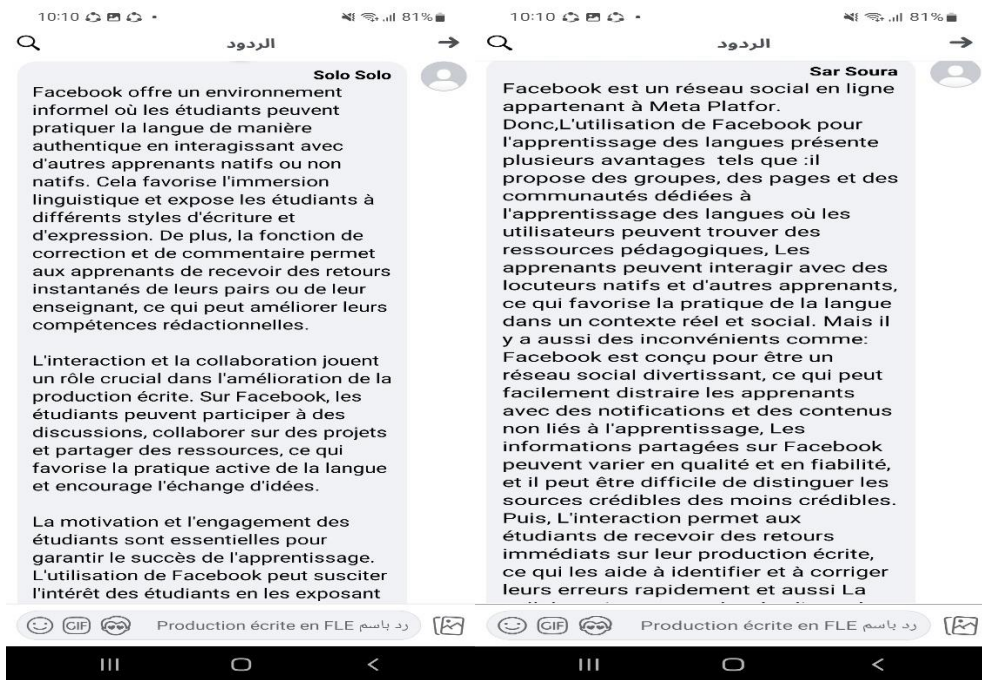 10:10
81%
الردود
Solo Solo
Facebook offre un environnement
informel où les étudiants peuvent
pratiquer la langue de manière
authentique en interagissant avec
d'autres apprenants natifs ou non
natifs. Cela favorise l'immersion
linguistique et expose les étudiants à
différents styles d'écriture et
d'expression. De plus, la fonction de
correction et de commentaire permet
aux apprenants de recevoir des retours
instantanés de leurs pairs ou de leur
enseignant, ce qui peut améliorer leurs
compétences rédactionnelles.
L'interaction et la collaboration jouent
un rôle crucial dans l'amélioration de la
production écrite. Sur Facebook, les
étudiants peuvent participer à des
discussions, collaborer sur des projets
et partager des ressources, ce qui
favorise la pratique active de la langue
et encourage l'échange d'idées.
La motivation et l'engagement des
étudiants sont essentielles pour
garantir le succès de l'apprentissage.
L'utilisation de Facebook peut susciter
l'intérêt des étudiants en les exposant
GIF
رد باسم Production écrite en FLE
10:10
81%
الردود
Sar Soura
Facebook est un réseau social en ligne
appartenant à Meta Platfor.
Donc,L'utilisation de Facebook pour
l'apprentissage des langues présente
plusieurs avantages tels que :il
propose des groupes, des pages et des
communautés dédiées à
l'apprentissage des langues où les
utilisateurs peuvent trouver des
ressources pédagogiques, Les
apprenants peuvent interagir avec des
locuteurs natifs et d'autres apprenants,
ce qui favorise la pratique de la langue
dans un contexte réel et social. Mais il
y a aussi des inconvénients comme:
Facebook est conçu pour être un
réseau social divertissant, ce qui peut
facilement distraire les apprenants
avec des notifications et des contenus
non liés à l'apprentissage, Les
informations partagées sur Facebook
peuvent varier en qualité et en fiabilité,
et il peut être difficile de distinguer les
sources crédibles des moins crédibles.
Puis, L'interaction permet aux
étudiants de recevoir des retours
immédiats sur leur production écrite,
ce qui les aide à identifier et à corriger
leurs erreurs rapidement et aussi La
GIF
رد باسم Production écrite en FLE